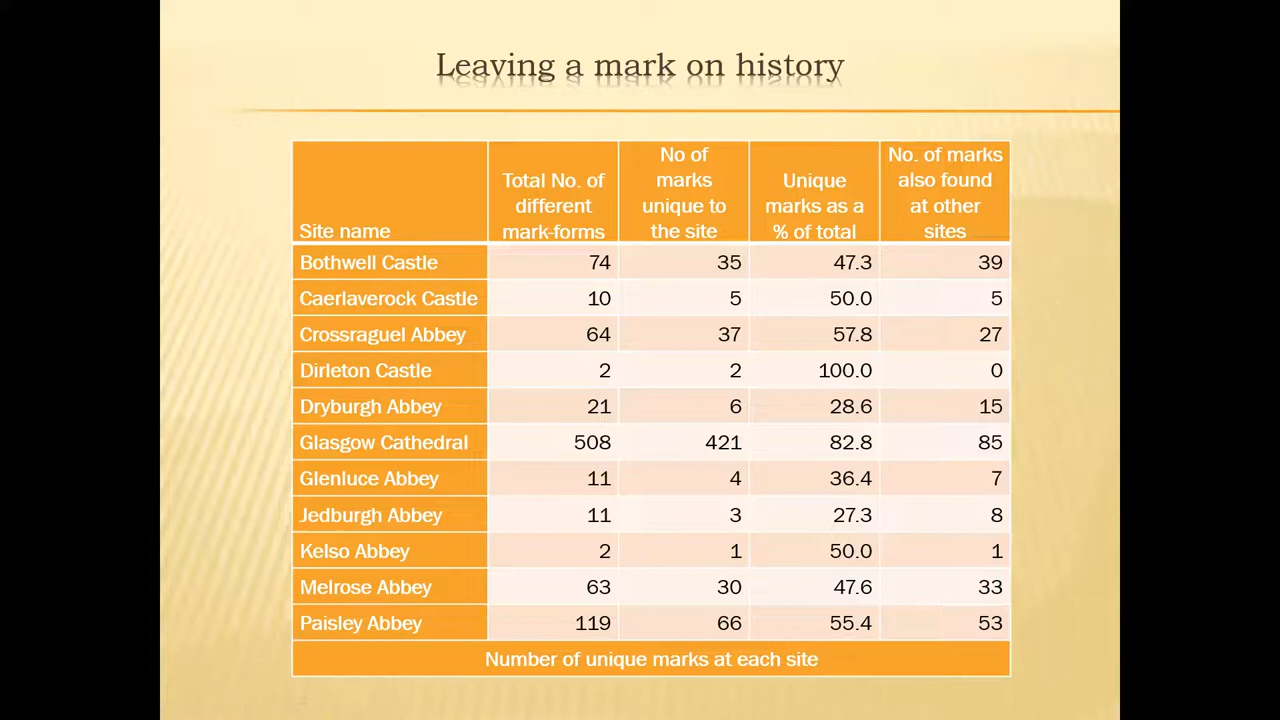 Leaving a mark on history
Site name
Total No. of
different
mark-forms
No of
marks
unique to
the site
Unique
marks as a
% of total
No. of marks
also found
at other
sites
Bothwell Castle 74 35 47.3 39
Caerlaverock Castle 10 5 50.0 5
Crossraguel Abbey 64 37 57.8 27
Dirleton Castle 2 2 100.0 0
Dryburgh Abbey 21 6 28.6 15
Glasgow Cathedral 508 421 82.8 85
Glenluce Abbey 11 4 36.4 7
Jedburgh Abbey 11 3 27.3 8
Kelso Abbey 2 1 50.0 1
Melrose Abbey 63 30 47.6 33
Paisley Abbey 119 66 55.4 53
Number of unique marks at each site